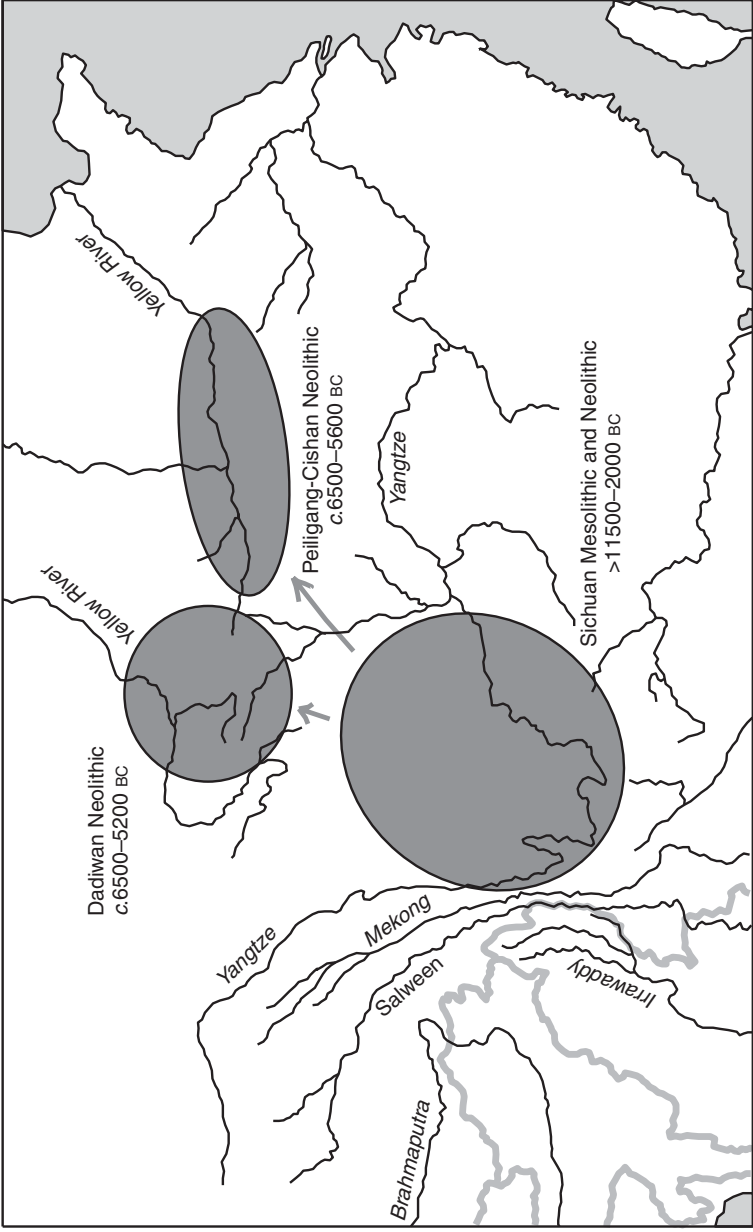 Yellow River
Yellow River
Dadiwan Neolithic
c.6500–5200 BC
Peiligang-Cishan Neolithic
c.6500–5600 BC
Yangtze
Yangtze
Mekong
Salween
Sichuan Mesolithic and Neolithic
>11500–2000 BC
Irrawaddy
Brahmaputra